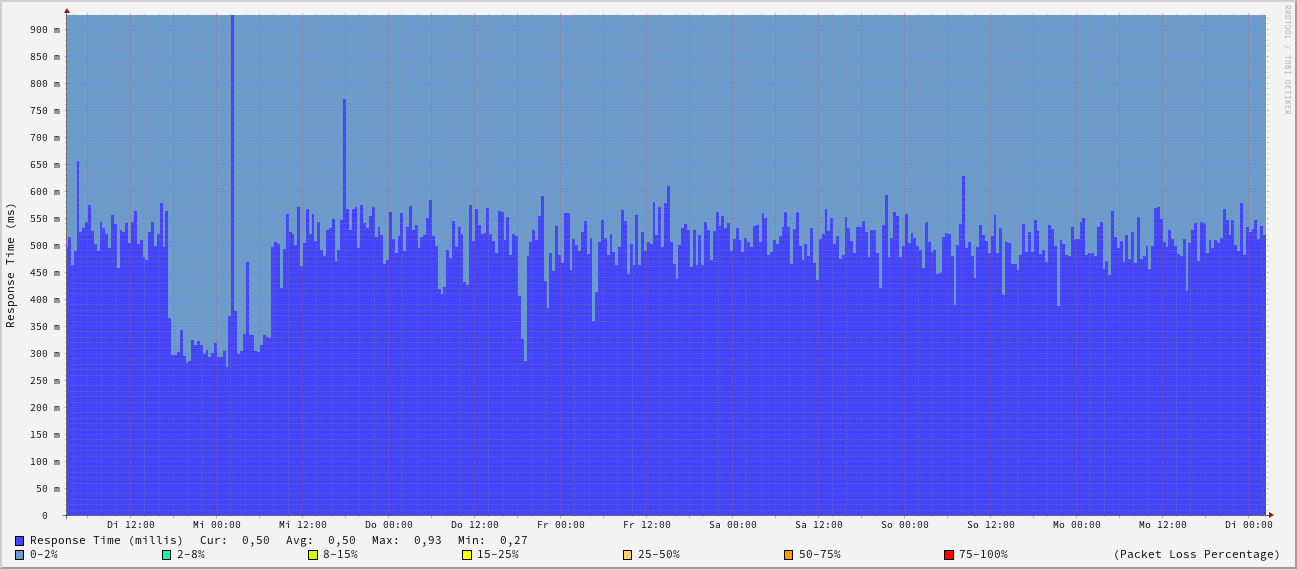 RRDTOOL / TOBI OETIKER
Response Time (ms)
900 m
850 m
800 m
750 m
700 m
650 m
600 m
550 m
500 m
450 m
400 m
350 m
300 m
250 m
200 m
150 m
100 m
50 m
0
Di 12:00 Mi 00:00 Mi 12:00 Do 00:00 Do 12:00 Fr 00:00 Fr 12:00 Sa 00:00 Sa 12:00 So 00:00 So 12:00 Mo 00:00 Mo 12:00 Di 00:00
Response Time (millis) Cur: 0,50 Avg: 0,50 Max: 0,93 Min: 0,27
0-2% 2-8% 8-15% 15-25% 25-50% 50-75% 75-100% (Packet Loss Percentage)